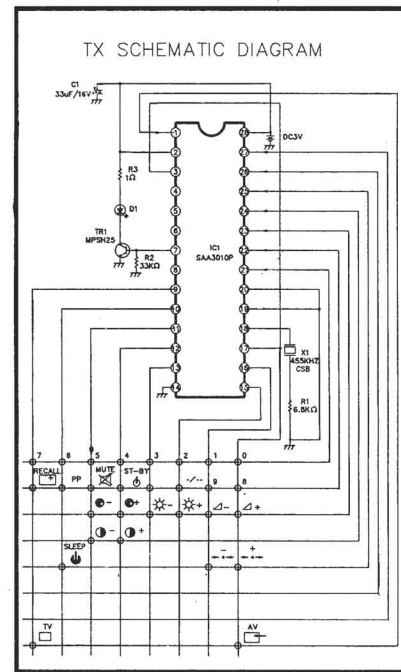 TX SCHEMATIC DIAGRAM
C1
33uF/16V
DC3V
R3
1Ω
D1
TR1
MPSH25
R2
33KΩ
IC1
SAA3010P
X1
455KHZ
CSB
R1
6.8KΩ
1 28
2 27
3 26
4 25
5 24
6 23
7 22
8 21
9 20
10 19
11 18
12 17
13 16
14 15
7 6 5 4 3 2 1 0
RECALL PP MUTE ST-BY -/-- 9 8
- + - + - +
- +
SLEEP - +
TV AV